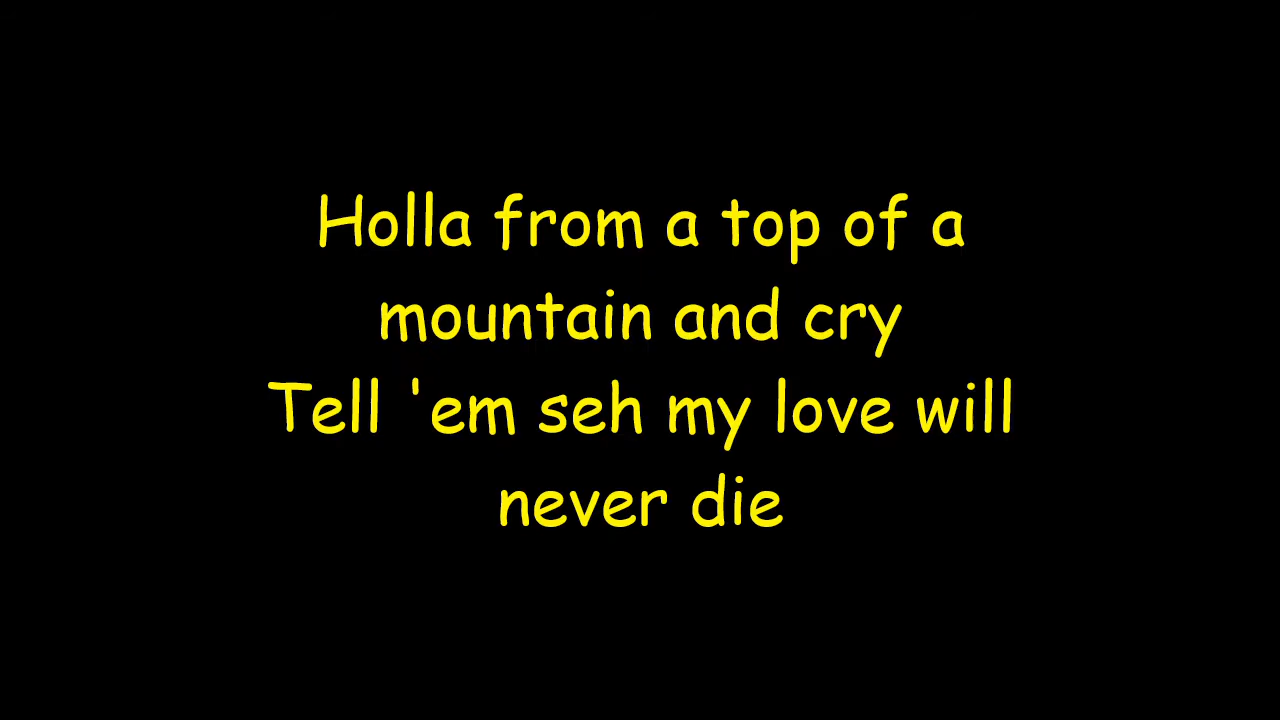 Holla from a top of a
mountain and cry
Tell 'em seh my love will
never die